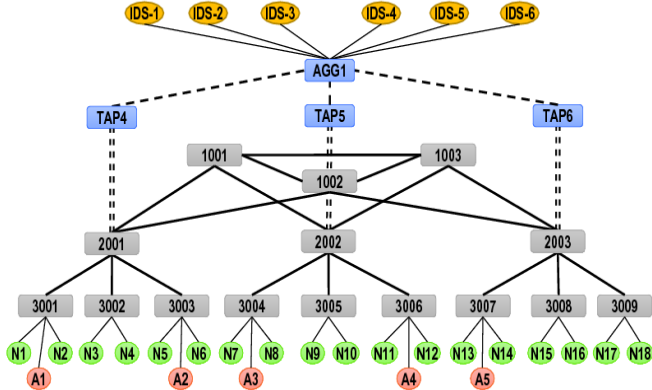 IDS-1 IDS-2 IDS-3 IDS-4 IDS-5 IDS-6
AGG1
TAP4 TAP5 TAP6
1001 1003
1002
2001 2002 2003
3001 3002 3003 3004 3005 3006 3007 3008 3009
N1 N2 N3 N4 N5 N6 N7 N8 N9 N10 N11 N12 N13 N14 N15 N16 N17 N18
A1 A2 A3 A4 A5